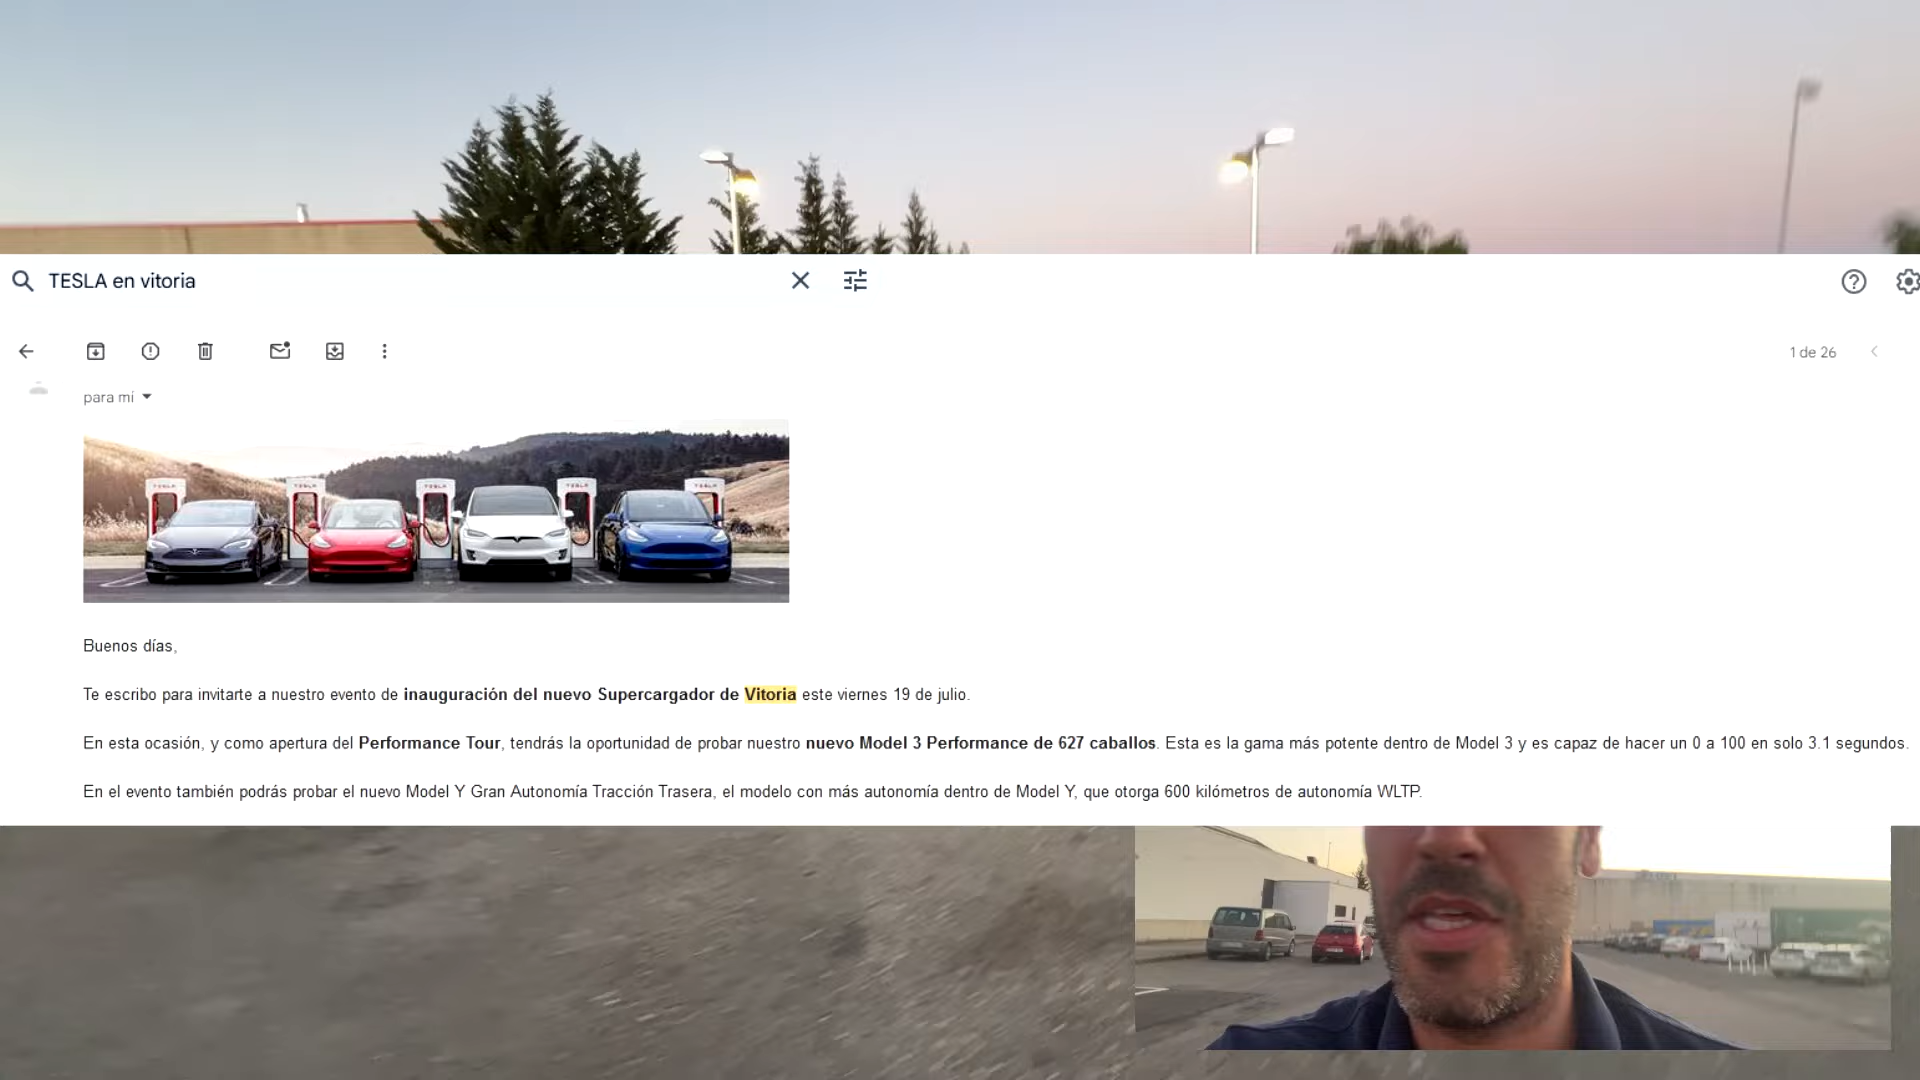 TESLA en vitoria
1 de 26
para mí
TESLA TESLA TESLA TESLA TESLA
Buenos días,
Te escribo para invitarte a nuestro evento de inauguración del nuevo Supercargador de Vitoria este viernes 19 de julio.
En esta ocasión, y como apertura del Performance Tour, tendrás la oportunidad de probar nuestro nuevo Model 3 Performance de 627 caballos. Esta es la gama más potente dentro de Model 3 y es capaz de hacer un 0 a 100 en solo 3.1 segundos.
En el evento también podrás probar el nuevo Model Y Gran Autonomía Tracción Trasera, el modelo con más autonomía dentro de Model Y, que otorga 600 kilómetros de autonomía WLTP.